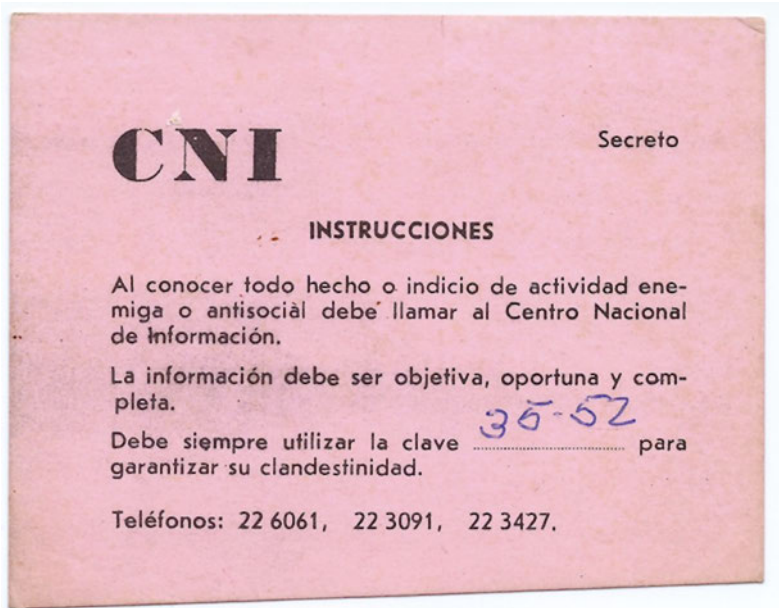 CNI
Secreto
INSTRUCCIONES
Al conocer todo hecho o indicio de actividad ene-
miga o antisociàl debe llamar al Centro Nacional
de Información.
La información debe ser objetiva, oportuna y com-
pleta.
Debe siempre utilizar la clave 35-52 para
garantizar su clandestinidad.
Teléfonos: 22 6061, 22 3091, 22 3427.